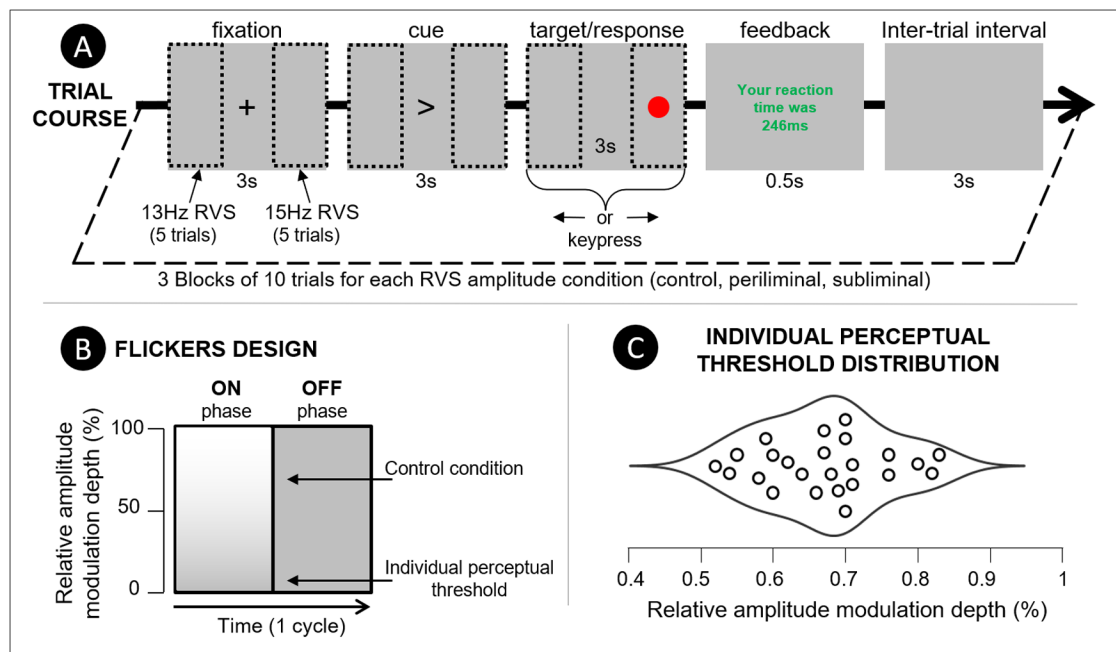 A
TRIAL
COURSE
fixation
cue
target/response
feedback
Inter-trial interval
+
>
3s
Your reaction
time was
246ms
3s
3s
0.5s
3s
13Hz RVS
(5 trials)
15Hz RVS
(5 trials)
or
keypress
3 Blocks of 10 trials for each RVS amplitude condition (control, periliminal, subliminal)
B
FLICKERS DESIGN
ON
phase
OFF
phase
Relative amplitude
modulation depth (%)
100
50
0
Control condition
Individual perceptual
threshold
Time (1 cycle)
C
INDIVIDUAL PERCEPTUAL
THRESHOLD DISTRIBUTION
0.4 0.5 0.6 0.7 0.8 0.9 1
Relative amplitude modulation depth (%)